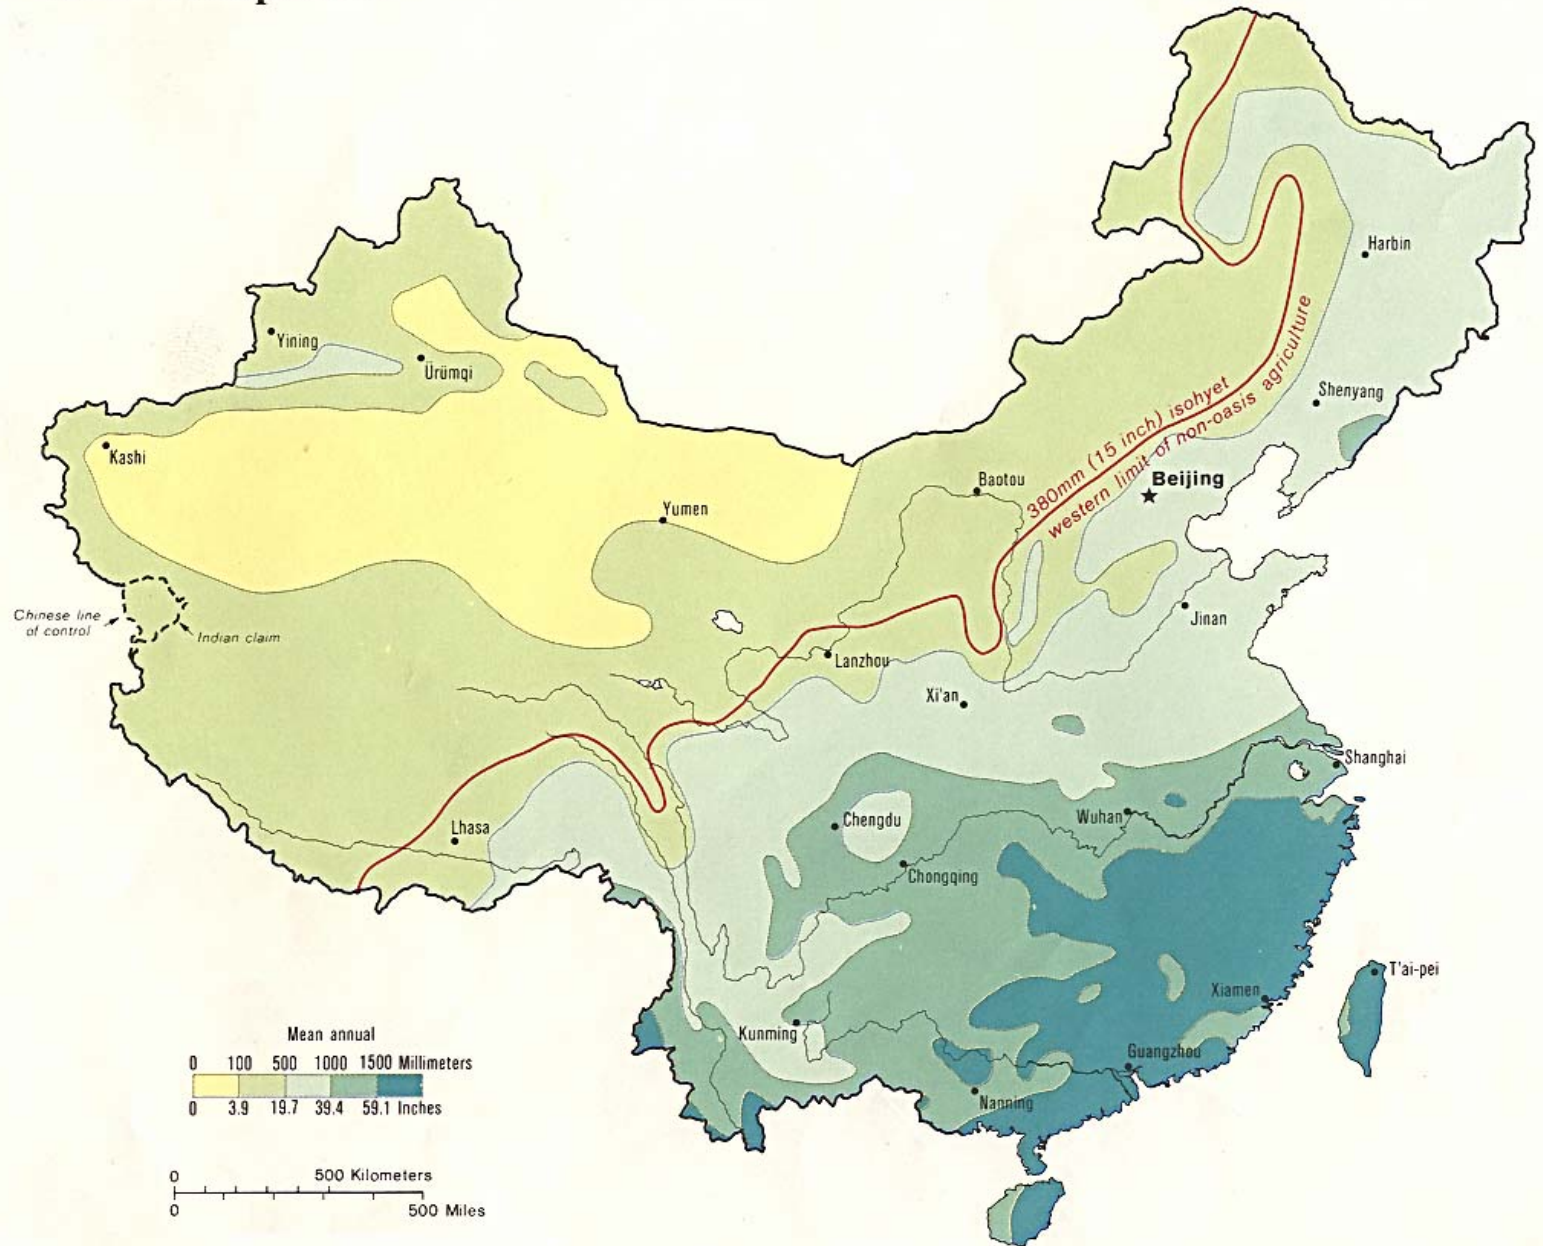 Harbin
Yining
Ürümqi
Shenyang
380mm (15 inch) isohyet
western limit of non-oasis agriculture
Kashi
Baotou
Beijing
Yumen
Chinese line
of control
Indian claim
Jinan
Lanzhou
Xi'an
Shanghai
Lhasa
Chengdu
Wuhan
Chongqing
T'ai-pei
Xiamen
Kunming
Guangzhou
Nanning
Mean annual
0 100 500 1000 1500 Millimeters
0 3.9 19.7 39.4 59.1 Inches
0 500 Kilometers
0 500 Miles